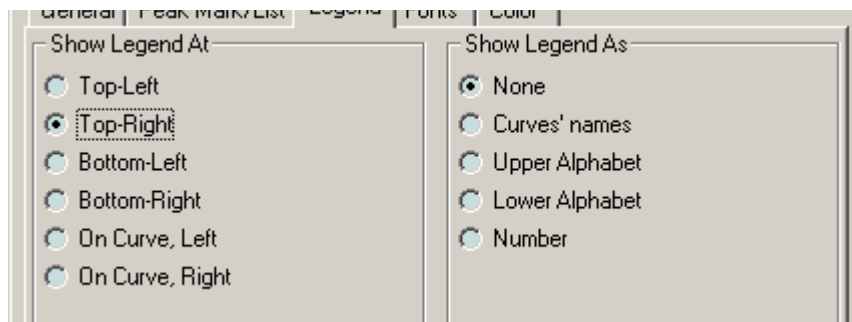 General Peak Mark/List Legend Fonts Color
Show Legend At
Top-Left
Top-Right
Bottom-Left
Bottom-Right
On Curve, Left
On Curve, Right
Show Legend As
None
Curves' names
Upper Alphabet
Lower Alphabet
Number